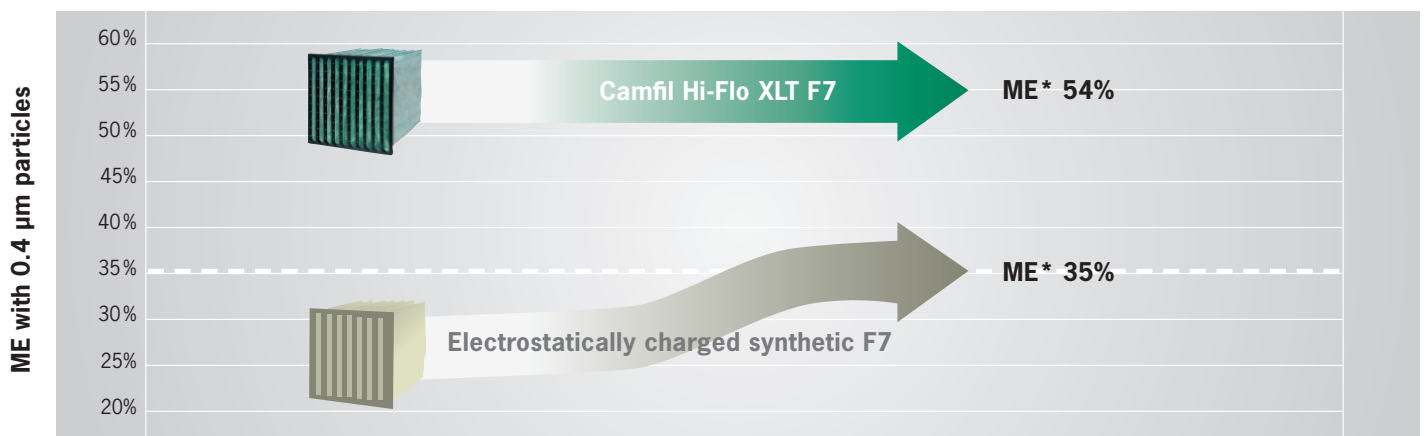 ME with 0.4 µm particles
60%
55%
50%
45%
40%
35%
30%
25%
20%
Camfil Hi-Flo XLT F7
ME* 54%
ME* 35%
Electrostatically charged synthetic F7